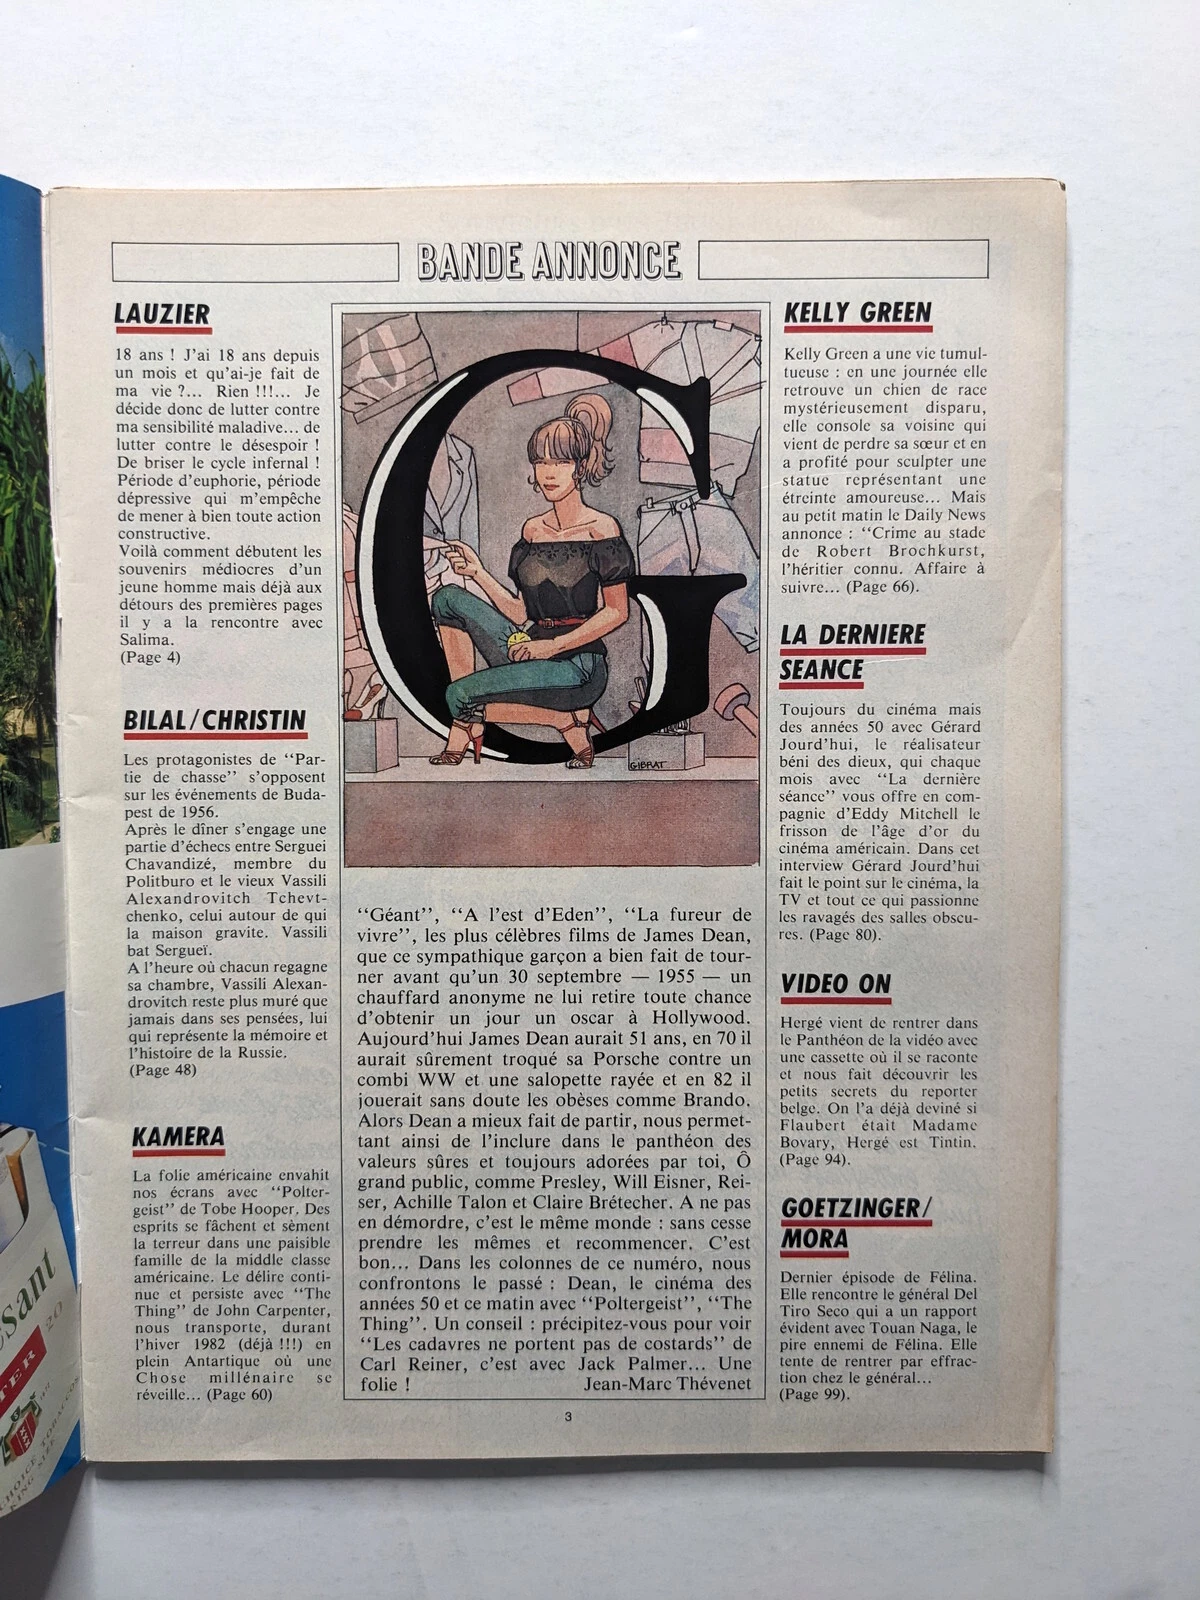 BANDE ANNONCE
LAUZIER
18 ans ! J'ai 18 ans depuis
un mois et qu'ai-je fait de
ma vie ?... Rien !!!... Je
décide donc de lutter contre
ma sensibilité maladive... de
lutter contre le désespoir !
De briser le cycle infernal !
Période d'euphorie, période
dépressive qui m'empêche
de mener à bien toute action
constructive.
Voilà comment débutent les
souvenirs médiocres d'un
jeune homme mais déjà aux
détours des premières pages
il y a la rencontre avec
Salima.
(Page 4)
BILAL/CHRISTIN
Les protagonistes de ‘‘Par-
tie de chasse’’ s'opposent
sur les événements de Buda-
pest de 1956.
Après le dîner s'engage une
partie d'échecs entre Serguei
Chavandizé, membre du
Politburo et le vieux Vassili
Alexandrovitch Tchevt-
chenko, celui autour de qui
la maison gravite. Vassili
bat Sergueï.
A l'heure où chacun regagne
sa chambre, Vassili Alexan-
drovitch reste plus muré que
jamais dans ses pensées, lui
qui représente la mémoire et
l'histoire de la Russie.
(Page 48)
KAMERA
La folie américaine envahit
nos écrans avec ‘‘Polter-
geist’’ de Tobe Hooper. Des
esprits se fâchent et sèment
la terreur dans une paisible
famille de la middle classe
américaine. Le délire conti-
nue et persiste avec ‘‘The
Thing’’ de John Carpenter,
nous transporte, durant
l'hiver 1982 (déjà !!!) en
plein Antartique où une
Chose millénaire se
réveille... (Page 60)
G
GIBRAT
‘‘Géant’’, ‘‘A l'est d'Eden’’, ‘‘La fureur de
vivre’’, les plus célèbres films de James Dean,
que ce sympathique garçon a bien fait de tour-
ner avant qu'un 30 septembre — 1955 — un
chauffard anonyme ne lui retire toute chance
d'obtenir un jour un oscar à Hollywood.
Aujourd'hui James Dean aurait 51 ans, en 70 il
aurait sûrement troqué sa Porsche contre un
combi WW et une salopette rayée et en 82 il
jouerait sans doute les obèses comme Brando.
Alors Dean a mieux fait de partir, nous permet-
tant ainsi de l'inclure dans le panthéon des
valeurs sûres et toujours adorées par toi, Ô
grand public, comme Presley, Will Eisner, Rei-
ser, Achille Talon et Claire Brétecher. A ne pas
en démordre, c'est le même monde : sans cesse
prendre les mêmes et recommencer. C'est
bon... Dans les colonnes de ce numéro, nous
confrontons le passé : Dean, le cinéma des
années 50 et ce matin avec ‘‘Poltergeist’’, ‘‘The
Thing’’. Un conseil : précipitez-vous pour voir
‘‘Les cadavres ne portent pas de costards’’ de
Carl Reiner, c'est avec Jack Palmer... Une
folie ! Jean-Marc Thévenet
KELLY GREEN
Kelly Green a une vie tumul-
tueuse : en une journée elle
retrouve un chien de race
mystérieusement disparu,
elle console sa voisine qui
vient de perdre sa sœur et en
a profité pour sculpter une
statue représentant une
étreinte amoureuse... Mais
au petit matin le Daily News
annonce : ‘‘Crime au stade
de Robert Brochkurst,
l'héritier connu. Affaire à
suivre... (Page 66).
LA DERNIERE
SEANCE
Toujours du cinéma mais
des années 50 avec Gérard
Jourd'hui, le réalisateur
béni des dieux, qui chaque
mois avec ‘‘La dernière
séance’’ vous offre en com-
pagnie d'Eddy Mitchell le
frisson de l'âge d'or du
cinéma américain. Dans cet
interview Gérard Jourd'hui
fait le point sur le cinéma, la
TV et tout ce qui passionne
les ravagés des salles obscu-
res. (Page 80).
VIDEO ON
Hergé vient de rentrer dans
le Panthéon de la vidéo avec
une cassette où il se raconte
et nous fait découvrir les
petits secrets du reporter
belge. On l'a déjà deviné si
Flaubert était Madame
Bovary, Hergé est Tintin.
(Page 94).
GOETZINGER/
MORA
Dernier épisode de Félina.
Elle rencontre le général Del
Tiro Seco qui a un rapport
évident avec Touan Naga, le
pire ennemi de Félina. Elle
tente de rentrer par effrac-
tion chez le général...
(Page 99).
3